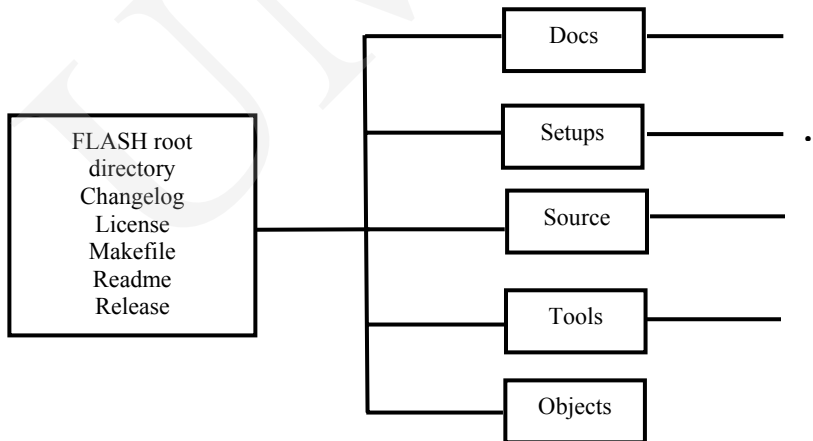 FLASH root
directory
Changelog
License
Makefile
Readme
Release
Docs
Setups
Source
Tools
Objects